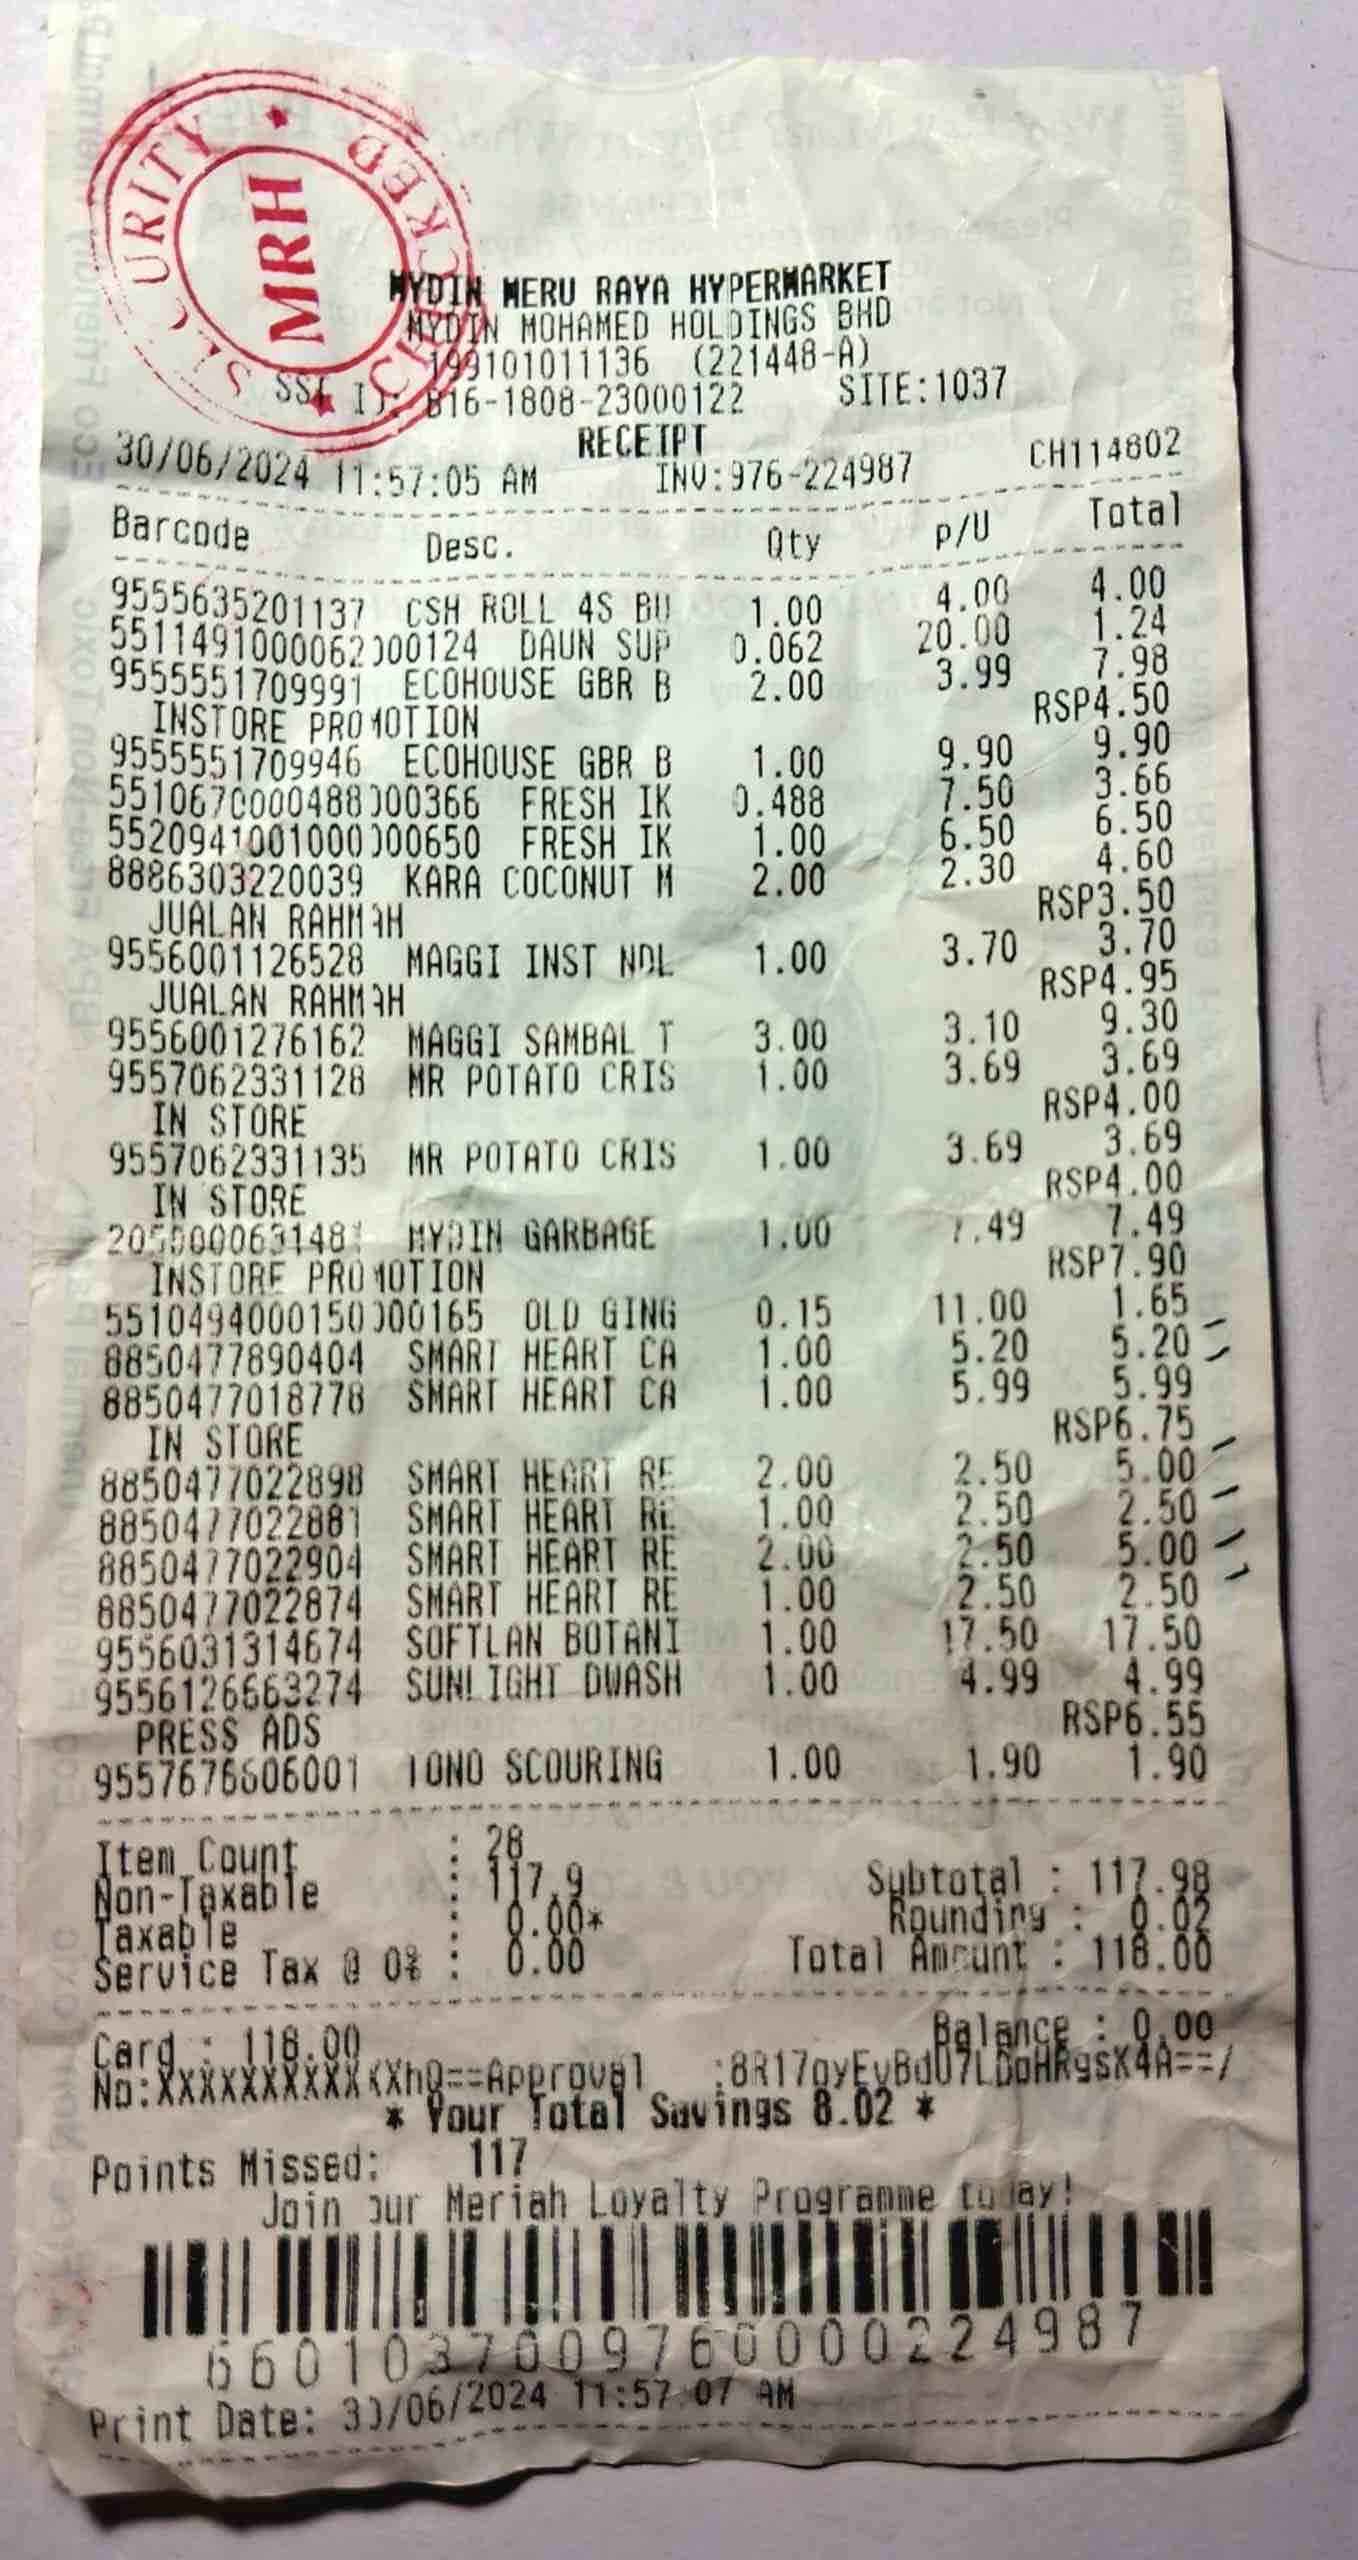 SECURITY ★ CHECKED ★
MRH
MYDIN MERU RAYA HYPERMARKET
MYDIN MOHAMED HOLDINGS BHD
199101011136 (221448-A)
SST ID: B16-1808-23000122 SITE:1037
RECEIPT
30/06/2024 11:57:05 AM INV:976-224987 CH114802
Barcode Desc. Qty P/U Total
9555635201137 CSH ROLL 4S BU 1.00 4.00 4.00
5511491000062000124 DAUN SUP 0.062 20.00 1.24
9555551709991 ECOHOUSE GBR B 2.00 3.99 7.98
INSTORE PROMOTION RSP4.50
9555551709946 ECOHOUSE GBR B 1.00 9.90 9.90
5510670000488000366 FRESH IK 0.488 7.50 3.66
5520941001000000650 FRESH IK 1.00 6.50 6.50
8886303220039 KARA COCONUT M 2.00 2.30 4.60
JUALAN RAHMAH RSP3.50
9556001126528 MAGGI INST NDL 1.00 3.70 3.70
JUALAN RAHMAH RSP4.95
9556001276162 MAGGI SAMBAL T 3.00 3.10 9.30
9557062331128 MR POTATO CRIS 1.00 3.69 3.69
IN STORE RSP4.00
9557062331135 MR POTATO CRIS 1.00 3.69 3.69
IN STORE RSP4.00
MYDIN GARBAGE 1.00 7.49 7.49
INSTORE PROMOTION RSP7.90
5510494000150000165 OLD GING 0.15 11.00 1.65
8850477890404 SMART HEART CA 1.00 5.20 5.20
8850477018778 SMART HEART CA 1.00 5.99 5.99
IN STORE RSP6.75
8850477022898 SMART HEART RE 2.00 2.50 5.00
8850477022881 SMART HEART RE 1.00 2.50 2.50
8850477022904 SMART HEART RE 2.00 2.50 5.00
8850477022874 SMART HEART RE 1.00 2.50 2.50
9556031314674 SOFTLAN BOTANI 1.00 17.50 17.50
9556126663274 SUNLIGHT DWASH 1.00 4.99 4.99
PRESS ADS RSP6.55
9557676606001 TONO SCOURING 1.00 1.90 1.90
Item Count : 28
Non-Taxable : 117.9 Subtotal : 117.98
Taxable : 0.00* Rounding : 0.02
Service Tax @ 0% : 0.00 Total Amount : 118.00
Card : 118.00 Balance : 0.00
* Your Total Savings 8.02 *
Points Missed: 117
Join our Meriah Loyalty Programme today!
6601037009760000224987
Print Date: 30/06/2024 11:57:07 AM